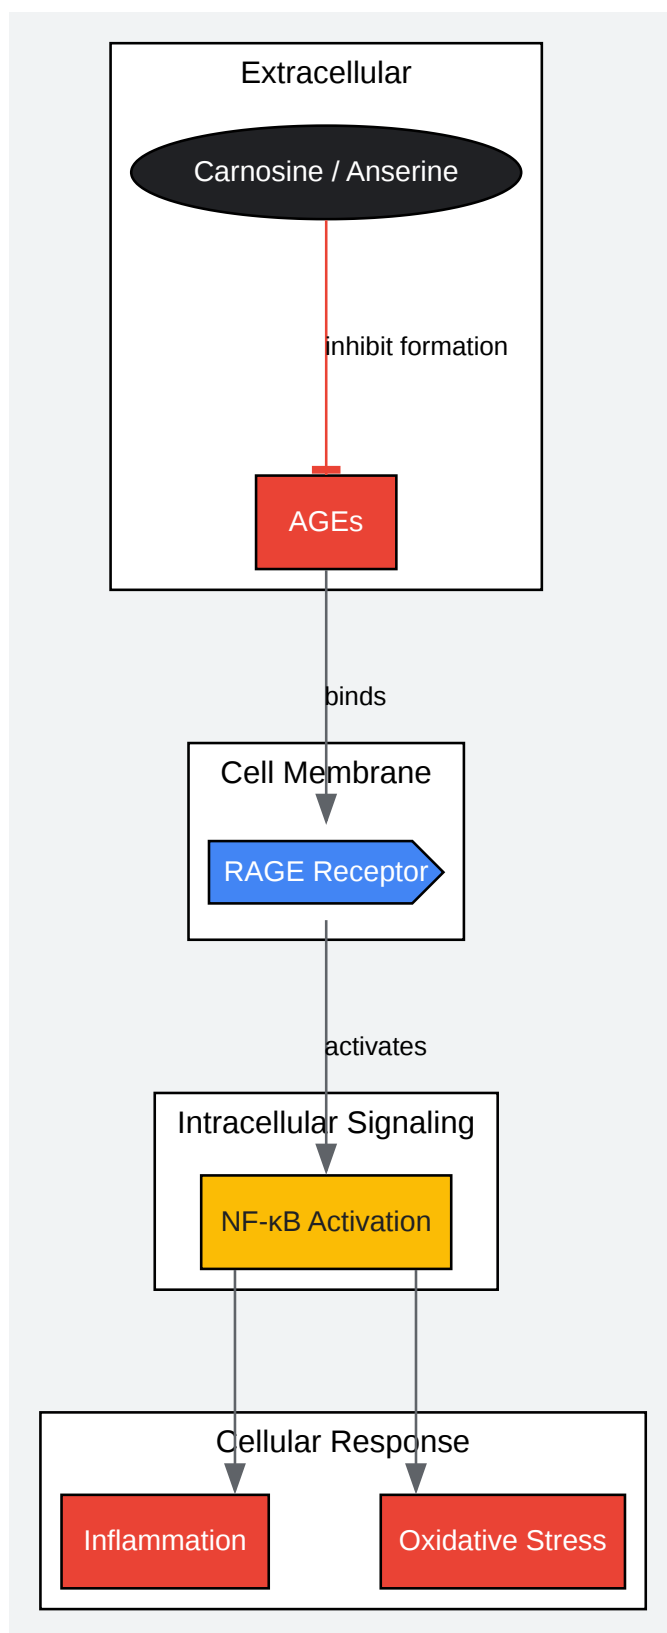 Extracellular
Carnosine / Anserine
inhibit formation
AGEs
binds
Cell Membrane
RAGE Receptor
activates
Intracellular Signaling
NF-κB Activation
Cellular Response
Inflammation
Oxidative Stress